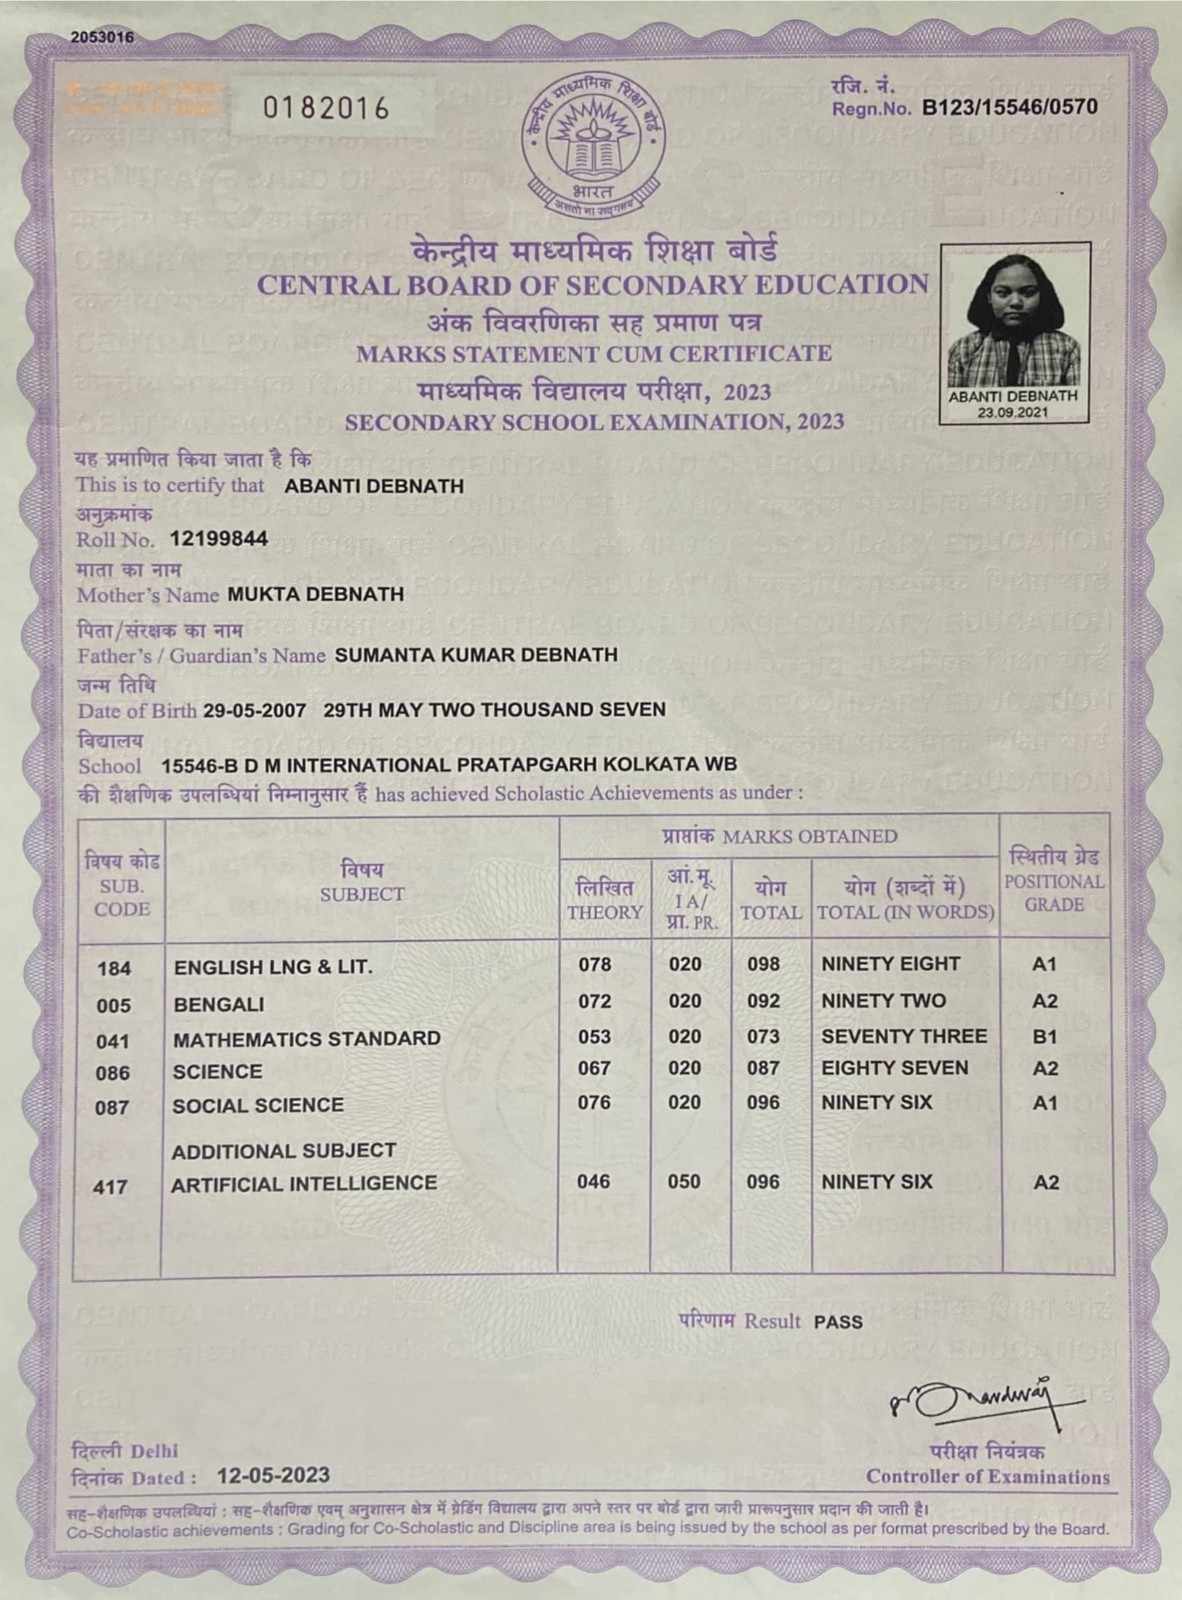 2053016
0182016
रजि. नं.
Regn.No. B123/15546/0570
केन्द्रीय माध्यमिक शिक्षा बोर्ड
भारत
असतो मा सद्गमय
केन्द्रीय माध्यमिक शिक्षा बोर्ड
CENTRAL BOARD OF SECONDARY EDUCATION
अंक विवरणिका सह प्रमाण पत्र
MARKS STATEMENT CUM CERTIFICATE
माध्यमिक विद्यालय परीक्षा, 2023
SECONDARY SCHOOL EXAMINATION, 2023
ABANTI DEBNATH
23.09.2021
यह प्रमाणित किया जाता है कि
This is to certify that ABANTI DEBNATH
अनुक्रमांक
Roll No. 12199844
माता का नाम
Mother's Name MUKTA DEBNATH
पिता/संरक्षक का नाम
Father's / Guardian's Name SUMANTA KUMAR DEBNATH
जन्म तिथि
Date of Birth 29-05-2007 29TH MAY TWO THOUSAND SEVEN
विद्यालय
School 15546-B D M INTERNATIONAL PRATAPGARH KOLKATA WB
की शैक्षणिक उपलब्धियां निम्नानुसार हैं has achieved Scholastic Achievements as under :
विषय कोड
SUB.
CODE
विषय
SUBJECT
प्राप्तांक MARKS OBTAINED
लिखित
THEORY
आं.मू.
I A/
प्रा. PR.
योग
TOTAL
योग (शब्दों में)
TOTAL (IN WORDS)
स्थितीय ग्रेड
POSITIONAL
GRADE
184 ENGLISH LNG & LIT. 078 020 098 NINETY EIGHT A1
005 BENGALI 072 020 092 NINETY TWO A2
041 MATHEMATICS STANDARD 053 020 073 SEVENTY THREE B1
086 SCIENCE 067 020 087 EIGHTY SEVEN A2
087 SOCIAL SCIENCE 076 020 096 NINETY SIX A1
ADDITIONAL SUBJECT
417 ARTIFICIAL INTELLIGENCE 046 050 096 NINETY SIX A2
परिणाम Result PASS
दिल्ली Delhi
दिनांक Dated : 12-05-2023
परीक्षा नियंत्रक
Controller of Examinations
सह-शैक्षणिक उपलब्धियां : सह-शैक्षणिक एवम् अनुशासन क्षेत्र में ग्रेडिंग विद्यालय द्वारा अपने स्तर पर बोर्ड द्वारा जारी प्रारूपनुसार प्रदान की जाती है।
Co-Scholastic achievements : Grading for Co-Scholastic and Discipline area is being issued by the school as per format prescribed by the Board.